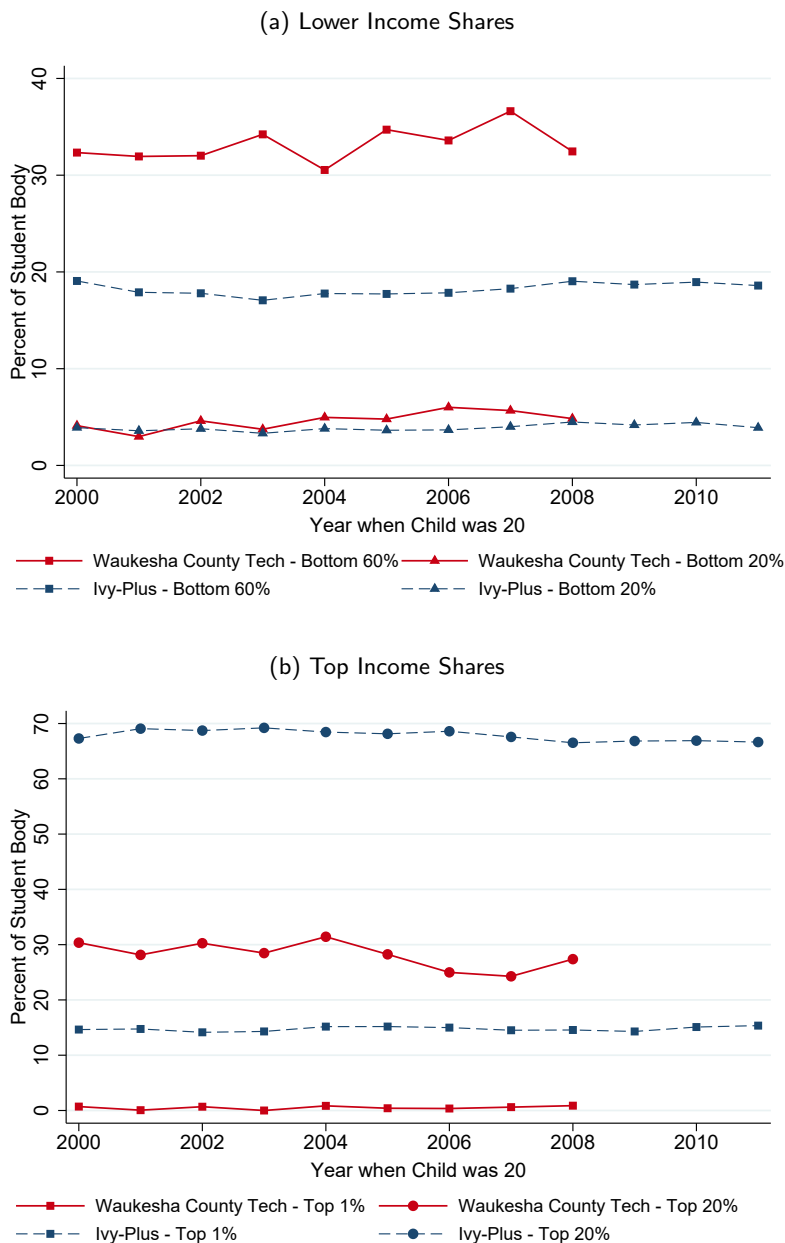 (a) Lower Income Shares
Percent of Student Body
40
30
20
10
0
2000 2002 2004 2006 2008 2010
Year when Child was 20
Waukesha County Tech - Bottom 60% Waukesha County Tech - Bottom 20%
Ivy-Plus - Bottom 60% Ivy-Plus - Bottom 20%
(b) Top Income Shares
Percent of Student Body
70
60
50
40
30
20
10
0
2000 2002 2004 2006 2008 2010
Year when Child was 20
Waukesha County Tech - Top 1% Waukesha County Tech - Top 20%
Ivy-Plus - Top 1% Ivy-Plus - Top 20%